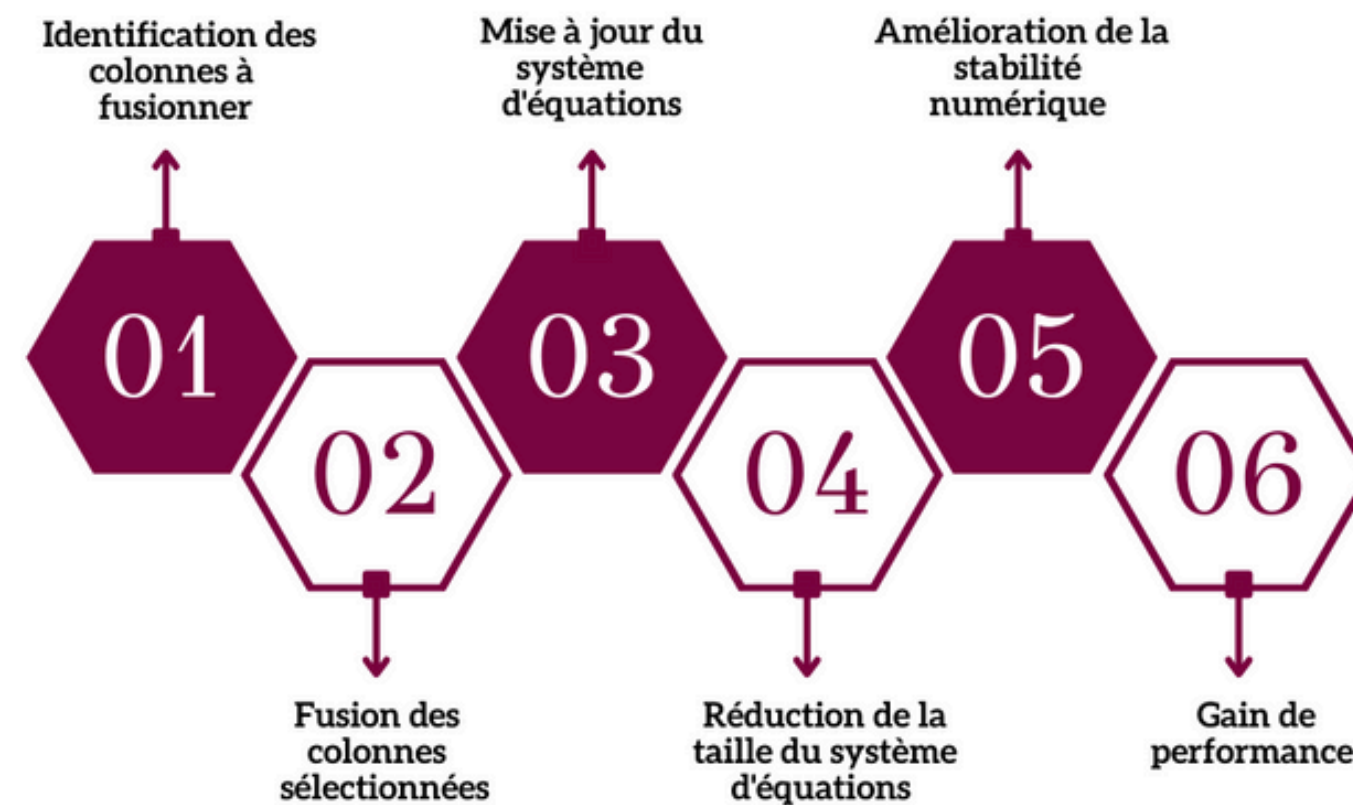 Identification des
colonnes à
fusionner
Mise à jour du
système
d'équations
Amélioration de la
stabilité
numérique
01
02
03
04
05
06
Fusion des
colonnes
sélectionnées
Réduction de la
taille du système
d'équations
Gain de
performance